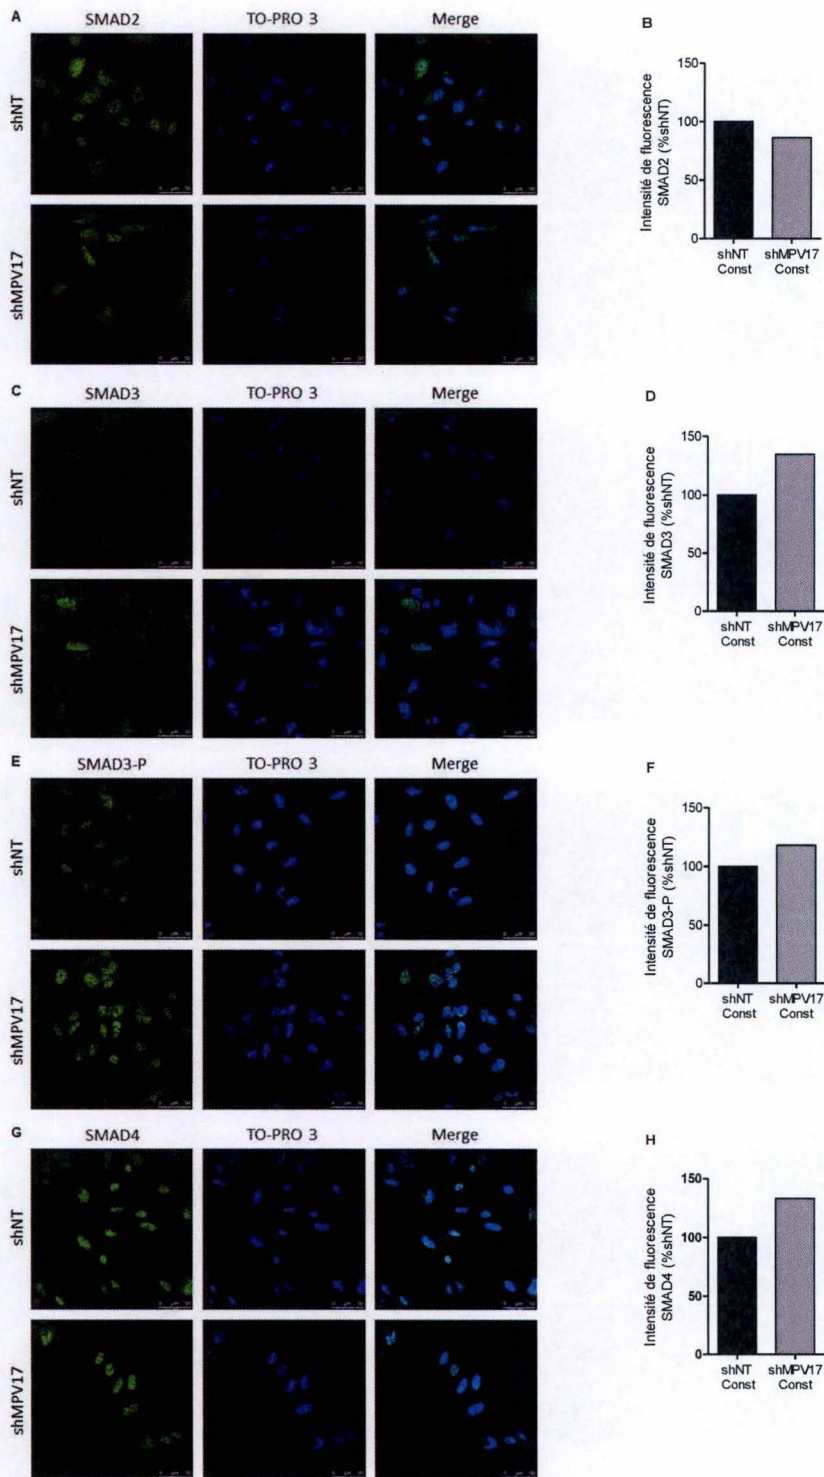 A
SMAD2
TO-PRO 3
Merge
shNT
shMPV17
B
Intensité de fluorescence
SMAD2 (%shNT)
150
100
50
0
shNT
Const
shMPV17
Const
C
SMAD3
TO-PRO 3
Merge
shNT
shMPV17
D
Intensité de fluorescence
SMAD3 (%shNT)
150
100
50
0
shNT
Const
shMPV17
Const
E
SMAD3-P
TO-PRO 3
Merge
shNT
shMPV17
F
Intensité de fluorescence
SMAD3-P (%shNT)
150
100
50
0
shNT
Const
shMPV17
Const
G
SMAD4
TO-PRO 3
Merge
shNT
shMPV17
H
Intensité de fluorescence
SMAD4 (%shNT)
150
100
50
0
shNT
Const
shMPV17
Const